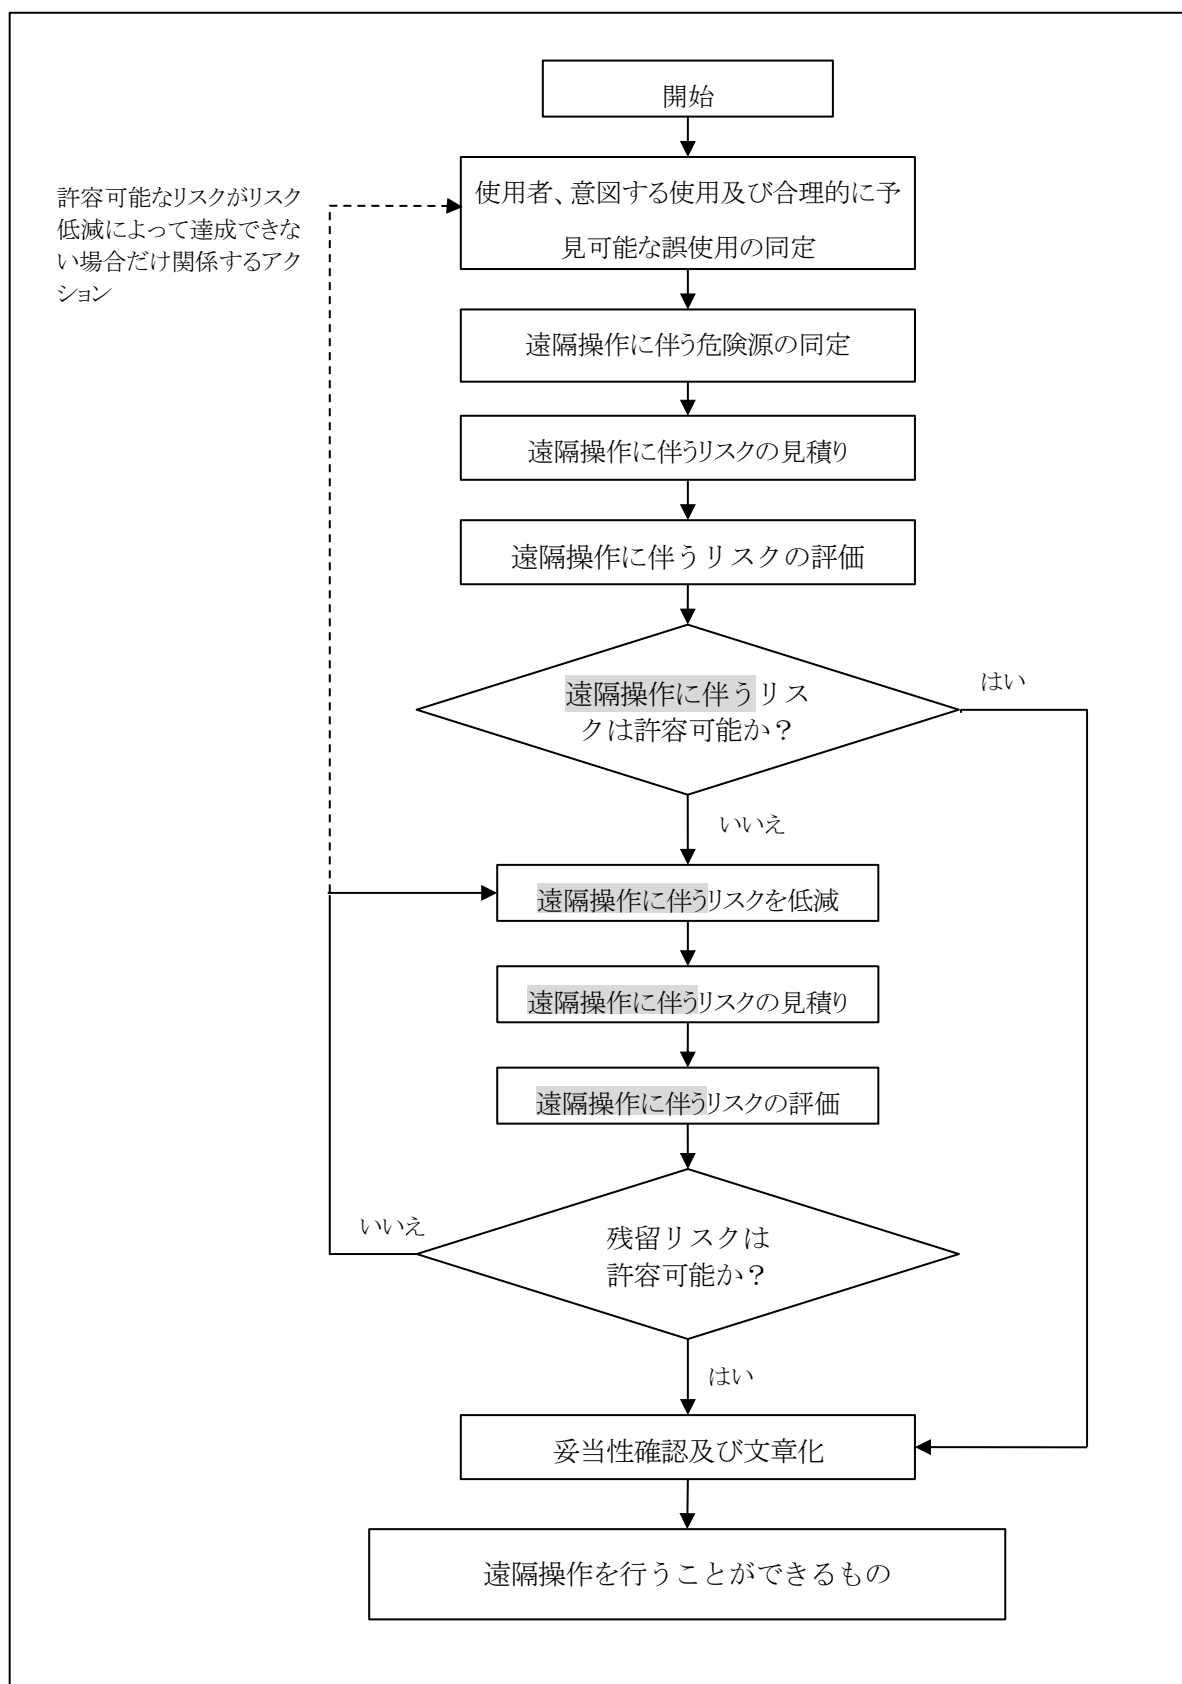 開始
許容可能なリスクがリスク
低減によって達成できな
い場合だけ関係するアク
ション
使用者、意図する使用及び合理的に予
見可能な誤使用の同定
遠隔操作に伴う危険源の同定
遠隔操作に伴うリスクの見積り
遠隔操作に伴うリスクの評価
遠隔操作に伴うリス
クは許容可能か？
はい
いいえ
遠隔操作に伴うリスクを低減
遠隔操作に伴うリスクの見積り
遠隔操作に伴うリスクの評価
いいえ
残留リスクは
許容可能か？
はい
妥当性確認及び文章化
遠隔操作を行うことができるもの